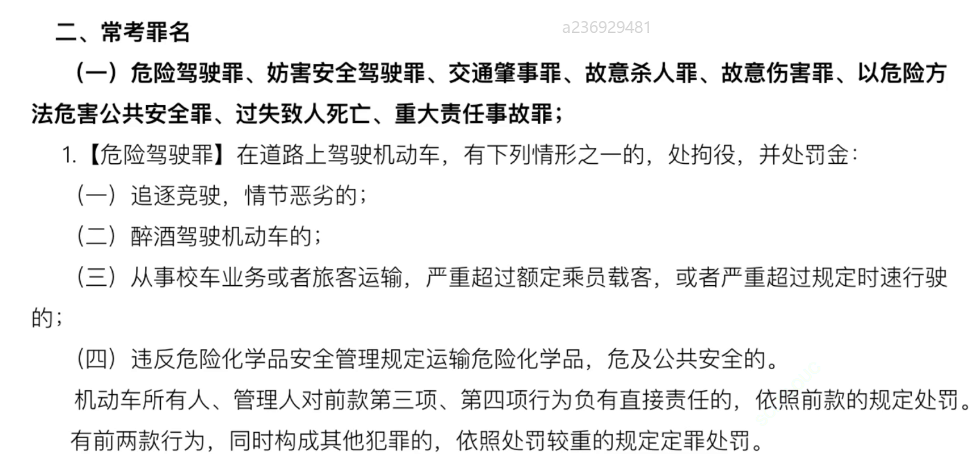 二、常考罪名
a236929481
（一）危险驾驶罪、妨害安全驾驶罪、交通肇事罪、故意杀人罪、故意伤害罪、以危险方
法危害公共安全罪、过失致人死亡、重大责任事故罪；
1.【危险驾驶罪】在道路上驾驶机动车，有下列情形之一的，处拘役，并处罚金：
（一）追逐竞驶，情节恶劣的；
（二）醉酒驾驶机动车的；
（三）从事校车业务或者旅客运输，严重超过额定乘员载客，或者严重超过规定时速行驶
的；
（四）违反危险化学品安全管理规定运输危险化学品，危及公共安全的。
机动车所有人、管理人对前款第三项、第四项行为负有直接责任的，依照前款的规定处罚。
有前两款行为，同时构成其他犯罪的，依照处罚较重的规定定罪处罚。